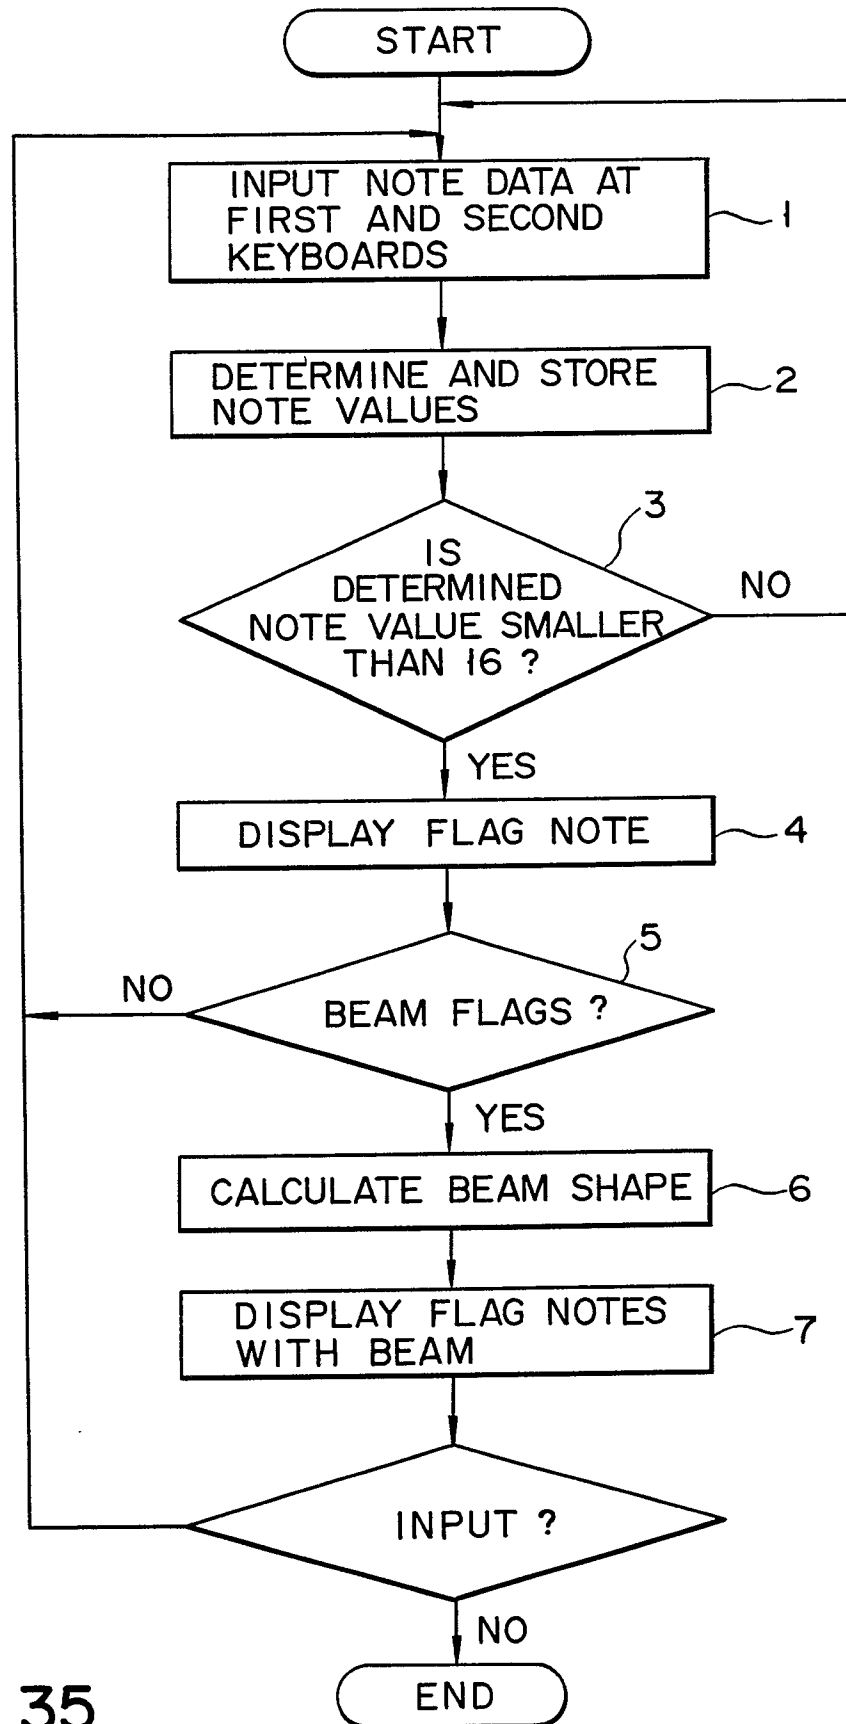 START
INPUT NOTE DATA AT
FIRST AND SECOND
KEYBOARDS
1
DETERMINE AND STORE
NOTE VALUES
2
3
IS
DETERMINED
NOTE VALUE SMALLER
THAN 16 ?
NO
YES
DISPLAY FLAG NOTE
4
5
NO
BEAM FLAGS ?
YES
CALCULATE BEAM SHAPE
6
DISPLAY FLAG NOTES
WITH BEAM
7
INPUT ?
NO
END
35